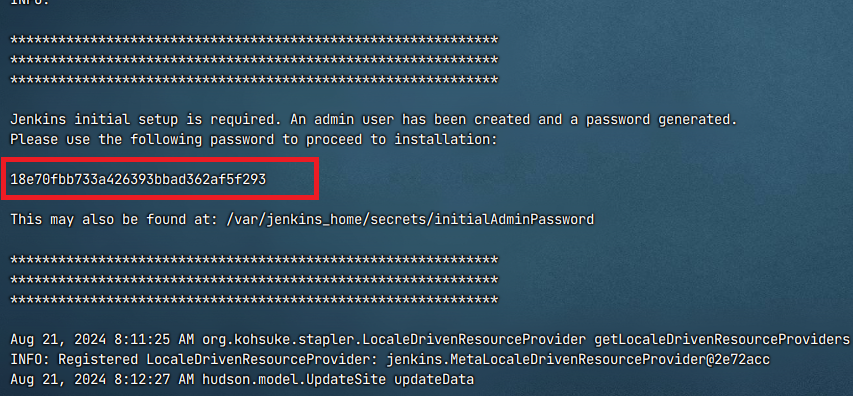 INFO:
*************************************************************
*************************************************************
*************************************************************
Jenkins initial setup is required. An admin user has been created and a password generated.
Please use the following password to proceed to installation:
18e70fbb733a426393bbad362af5f293
This may also be found at: /var/jenkins_home/secrets/initialAdminPassword
*************************************************************
*************************************************************
*************************************************************
Aug 21, 2024 8:11:25 AM org.kohsuke.stapler.LocaleDrivenResourceProvider getLocaleDrivenResourceProviders
INFO: Registered LocaleDrivenResourceProvider: jenkins.MetaLocaleDrivenResourceProvider@2e72acc
Aug 21, 2024 8:12:27 AM hudson.model.UpdateSite updateData